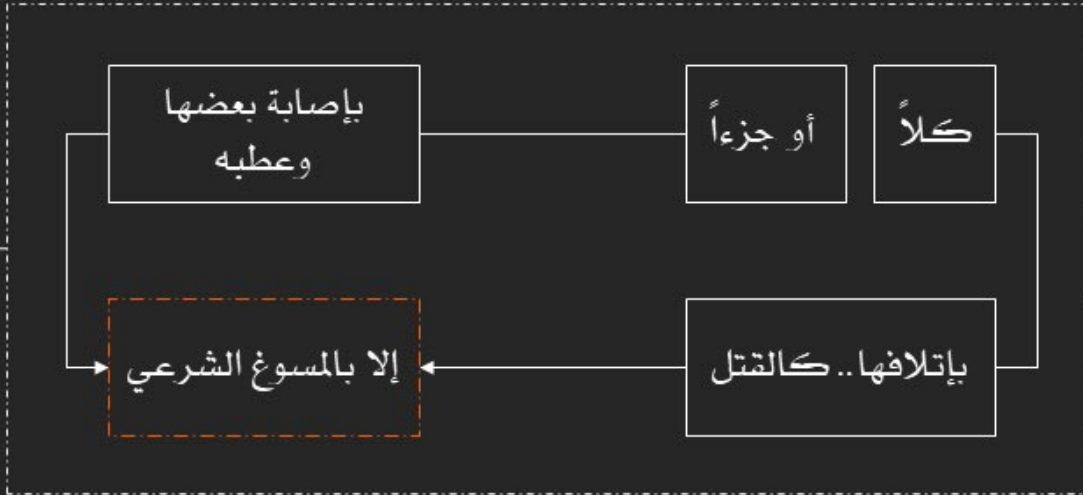 كلاً
أو جزءاً
بإصابة بعضها
وعطبه
بإتلافها.. كالقتل
إلا بالمسوغ الشرعي